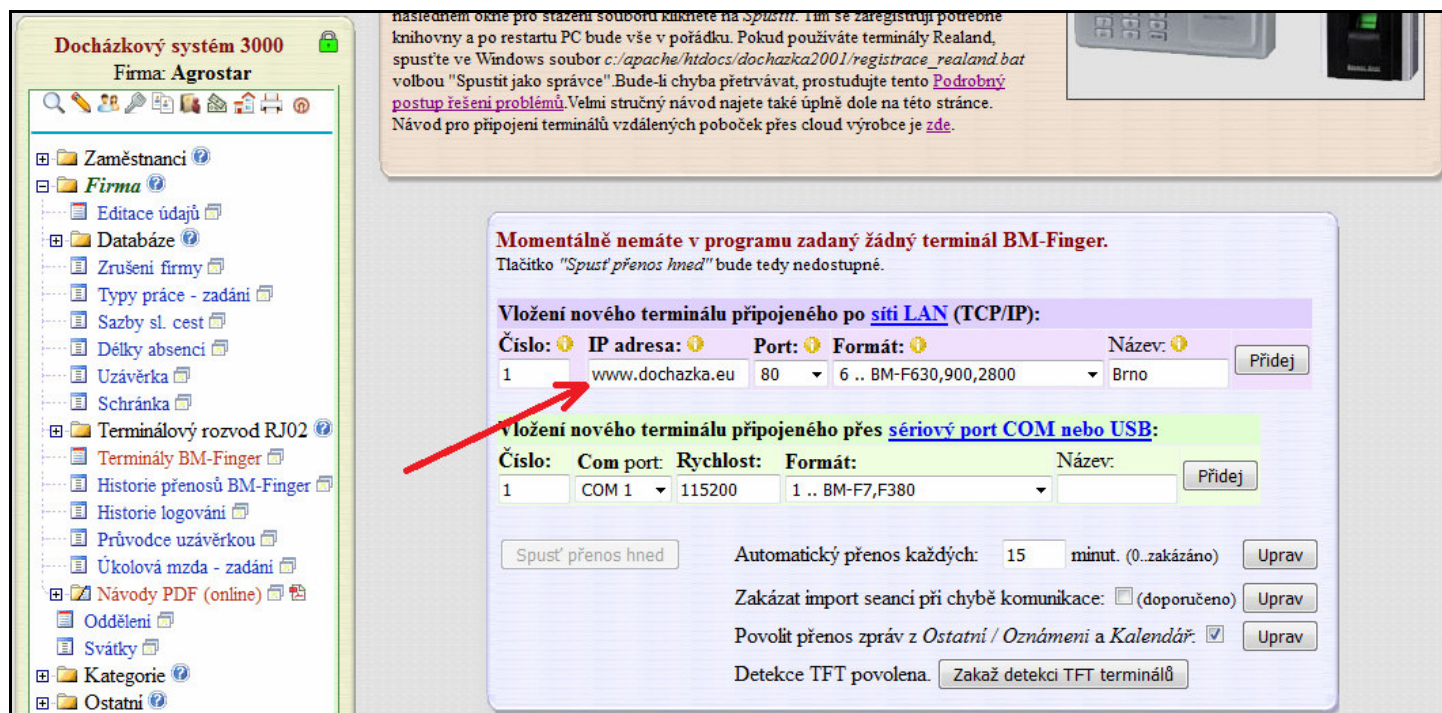 Docházkový systém 3000
Firma: Agrostar
Zaměstnanci
Firma
Editace údajů
Databáze
Zrušení firmy
Typy práce - zadání
Sazby sl. cest
Délky absencí
Uzávěrka
Schránka
Terminálový rozvod RJ02
Terminály BM-Finger
Historie přenosů BM-Finger
Historie logování
Průvodce uzávěrkou
Úkolová mzda - zadání
Návody PDF (online)
Oddělení
Svátky
Kategorie
Ostatní
následném okně pro stažení souboru klikněte na Spustit. Tím se zaregistrují potřebné
knihovny a po restartu PC bude vše v pořádku. Pokud používáte terminály Realand,
spusťte ve Windows soubor c:/apache/htdocs/dochazka2001/registrace_realand.bat
volbou "Spustit jako správce".Bude-li chyba přetrvávat, prostudujte tento Podrobný
postup řešení problémů.Velmi stručný návod najete také úplně dole na této stránce.
Návod pro připojení terminálů vzdálených poboček přes cloud výrobce je zde.
Momentálně nemáte v programu zadaný žádný terminál BM-Finger.
Tlačítko "Spusť přenos hned" bude tedy nedostupné.
Vložení nového terminálu připojeného po síti LAN (TCP/IP):
Číslo: IP adresa: Port: Formát: Název:
1 www.dochazka.eu 80 6 .. BM-F630,900,2800 Brno Přidej
Vložení nového terminálu připojeného přes sériový port COM nebo USB:
Číslo: Com port: Rychlost: Formát: Název:
1 COM 1 115200 1 .. BM-F7,F380 Přidej
Spusť přenos hned Automatický přenos každých: 15 minut. (0..zakázáno) Uprav
Zakázat import seancí při chybě komunikace: (doporučeno) Uprav
Povolit přenos zpráv z Ostatní / Oznámení a Kalendář: Uprav
Detekce TFT povolena. Zakaž detekci TFT terminálů